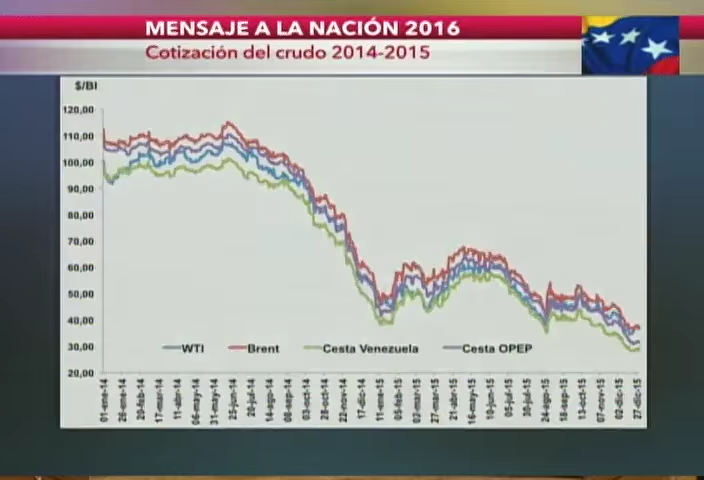 MENSAJE A LA NACIÓN 2016
Cotización del crudo 2014-2015
$/Bl
120,00
110,00
100,00
90,00
80,00
70,00
60,00
50,00
40,00
30,00
20,00
WTI Brent Cesta Venezuela Cesta OPEP
01-ene-14
26-ene-14
20-feb-14
17-mar-14
11-abr-14
06-may-14
31-may-14
25-jun-14
20-jul-14
14-ago-14
08-sep-14
03-oct-14
28-oct-14
22-nov-14
17-dic-14
11-ene-15
05-feb-15
02-mar-15
27-mar-15
21-abr-15
16-may-15
10-jun-15
05-jul-15
30-jul-15
24-ago-15
18-sep-15
13-oct-15
07-nov-15
02-dic-15
27-dic-15